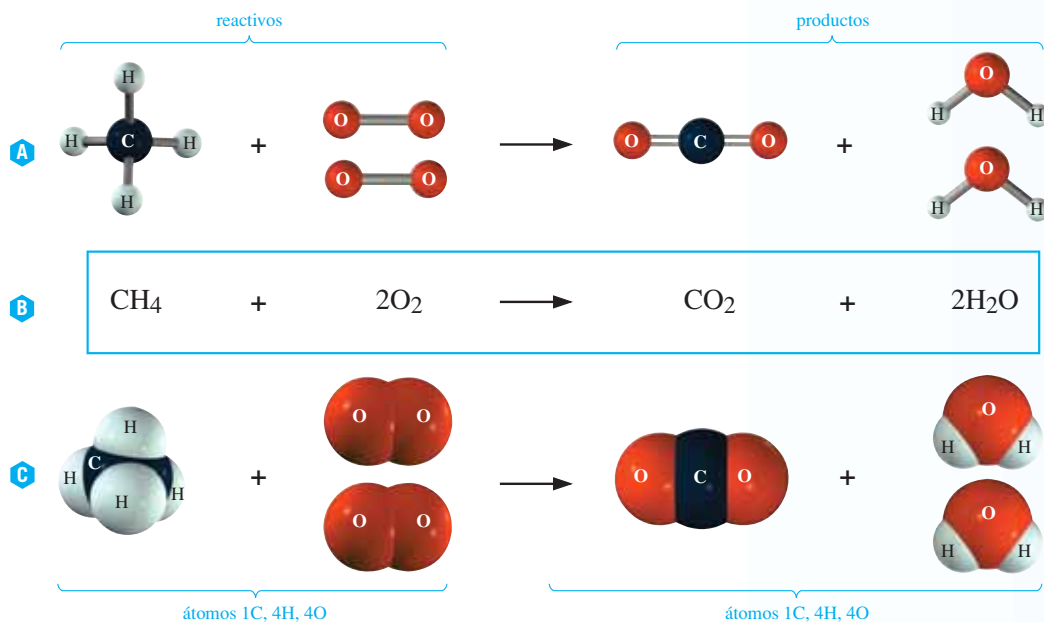 reactivos
productos
A
H
H C H
H
+
O O
O O
O C O
+
O
H H
O
H H
B
CH4 + 2O2 CO2 + 2H2O
C
H
C
H H H
+
O O
O O
O C O
+
O
H H
O
H H
átomos 1C, 4H, 4O
átomos 1C, 4H, 4O